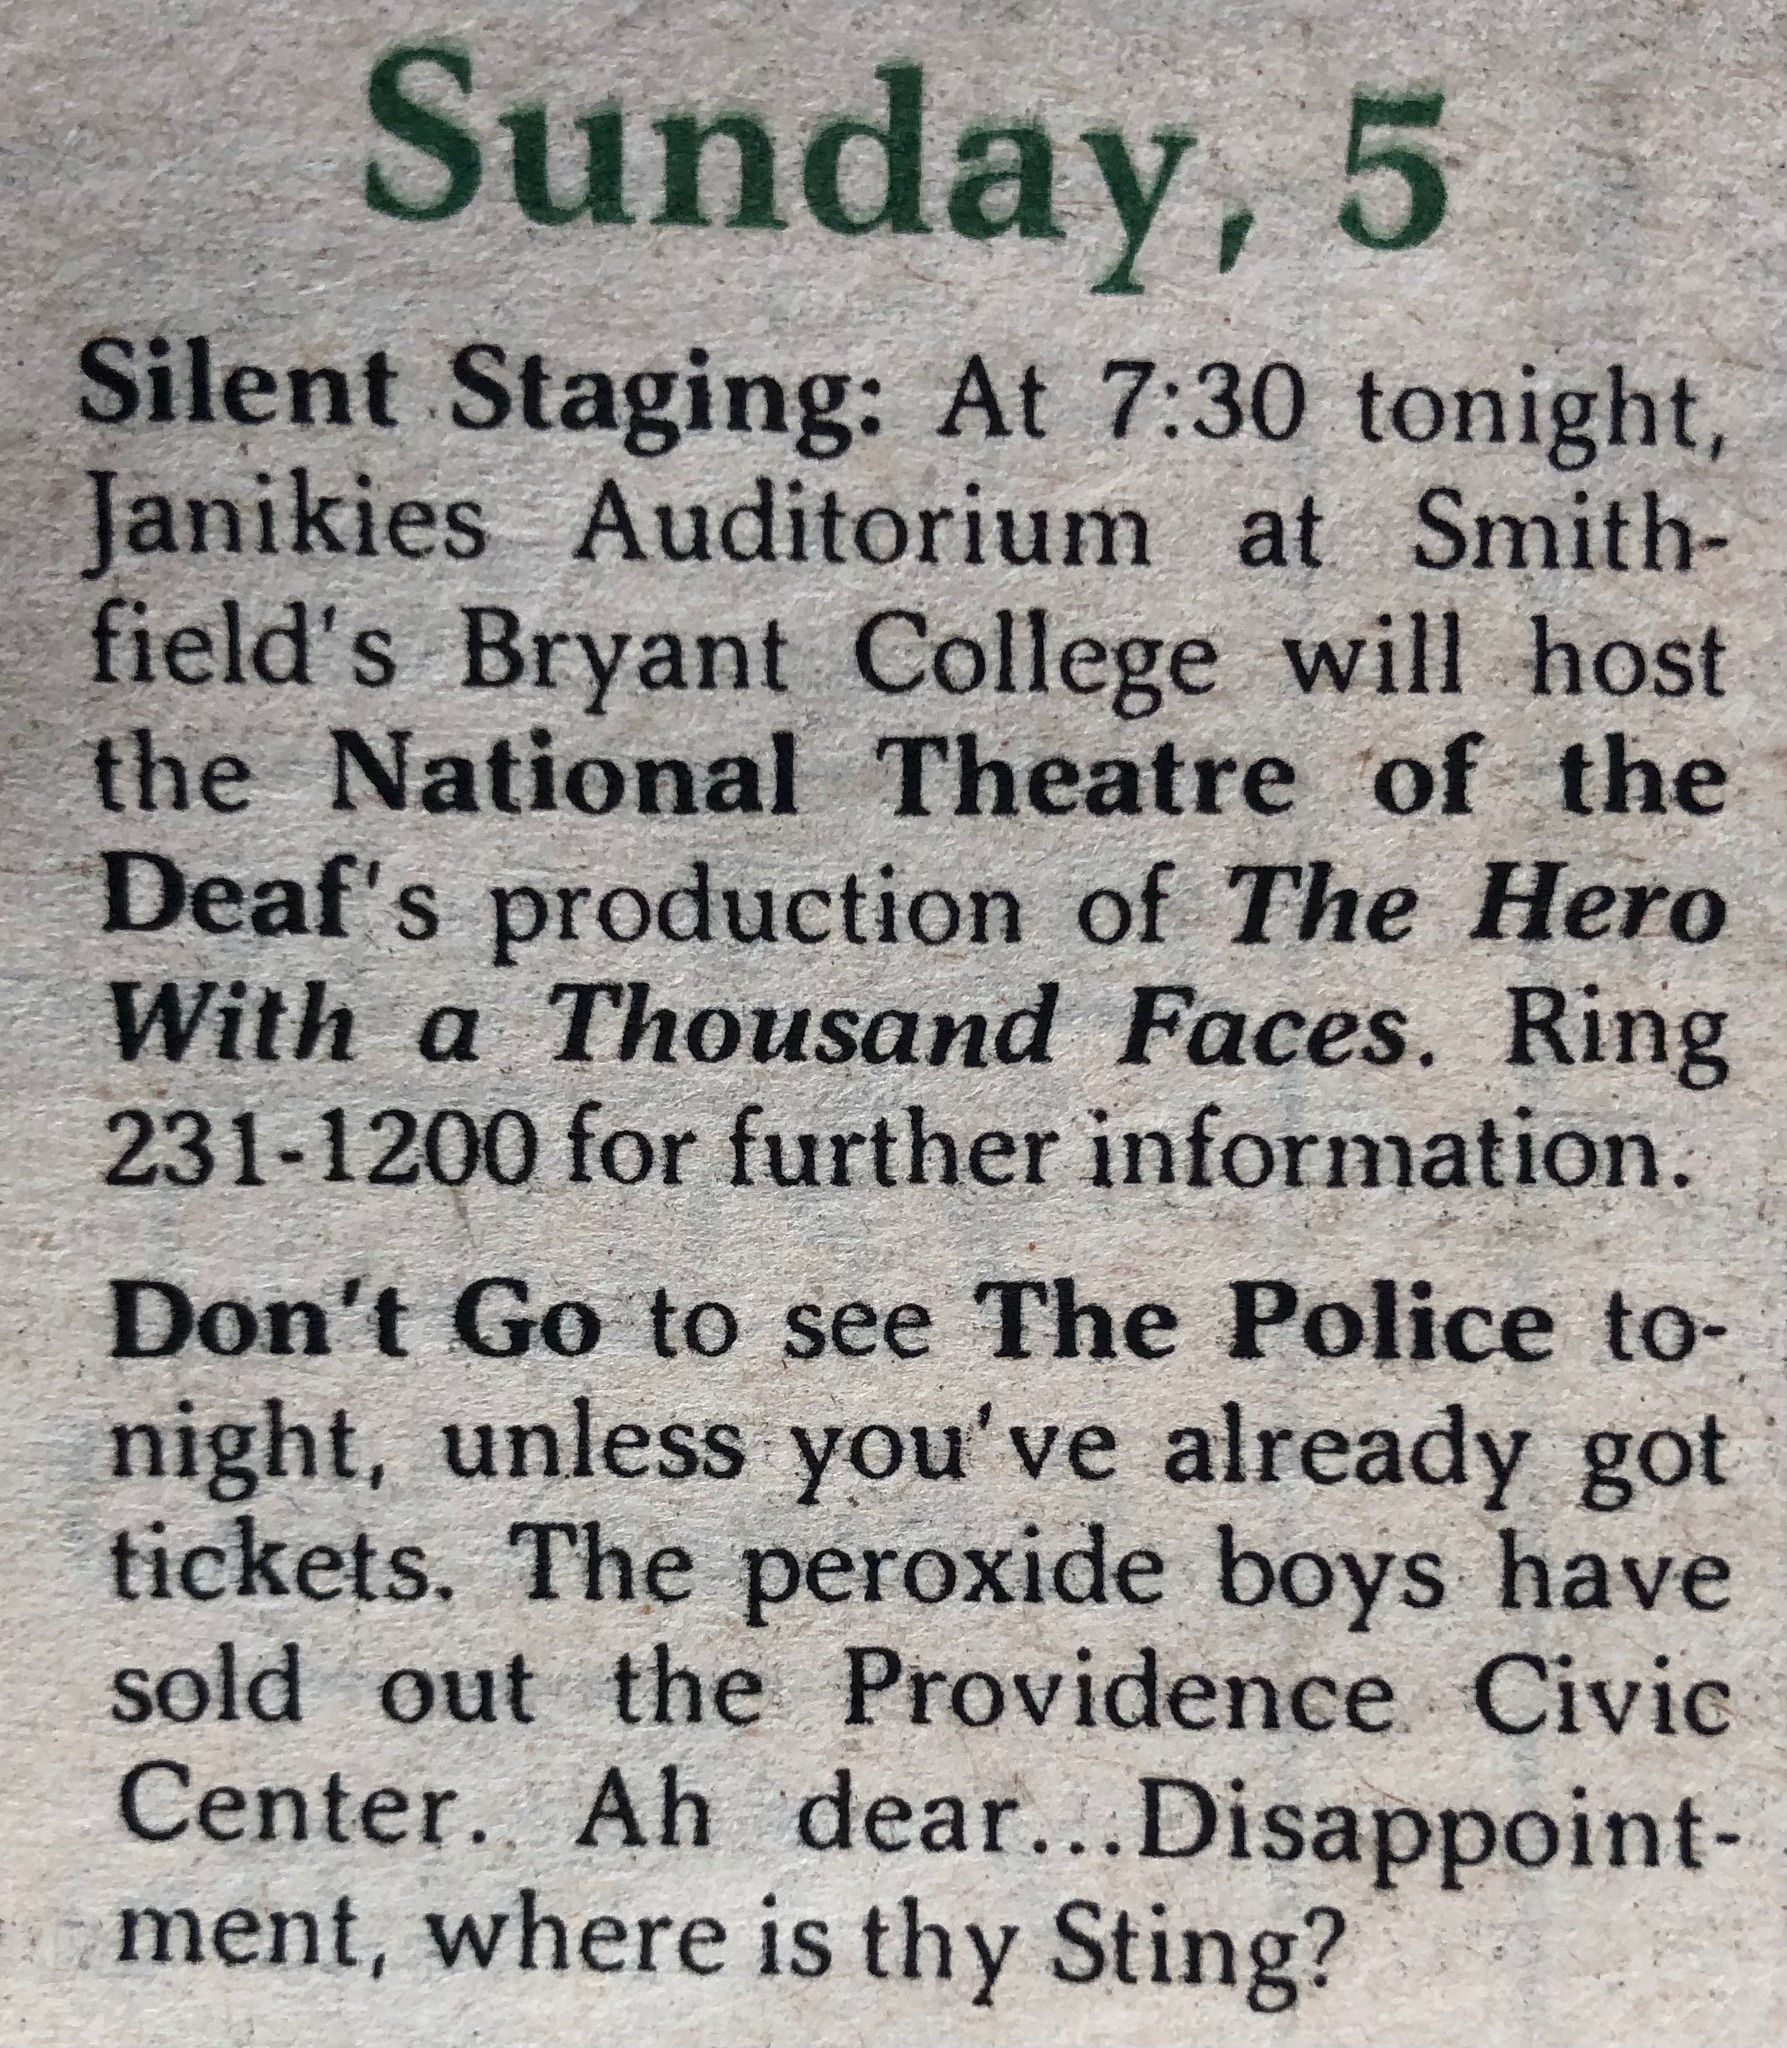 Sunday, 5
Silent Staging: At 7:30 tonight,
Janikies Auditorium at Smith-
field's Bryant College will host
the National Theatre of the
Deaf's production of The Hero
With a Thousand Faces. Ring
231-1200 for further information.
Don't Go to see The Police to-
night, unless you've already got
tickets. The peroxide boys have
sold out the Providence Civic
Center. Ah dear...Disappoint-
ment, where is thy Sting?